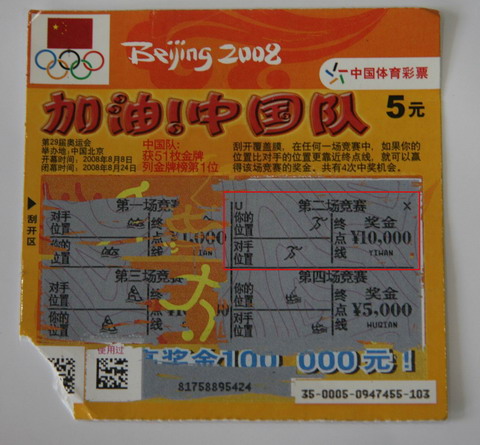 Beijing 2008
中国体育彩票
加油!中国队
5元
第29届奥运会
举办地:中国北京
开幕时间:2008年8月8日
闭幕时间:2008年8月24日
中国队:
获51枚金牌
列金牌榜第1位
刮开覆盖膜,在任何一场竞赛中,如果你的
位置比对手的位置更靠近终点线,就可以赢
得该场竞赛的奖金。共有4次中奖机会。
刮开区
第一场竞赛
对手位置
你的位置
终点线
第二场竞赛
U
X
你的位置
对手位置
终点线
奖金
¥10,000
YIWAN
第三场竞赛
对手位置
你的位置
终点线
第四场竞赛
你的位置
对手位置
终点线
奖金
¥5,000
WUQIAN
使用过
高奖金100 000元!
81758895424
35-0005-0947455-103